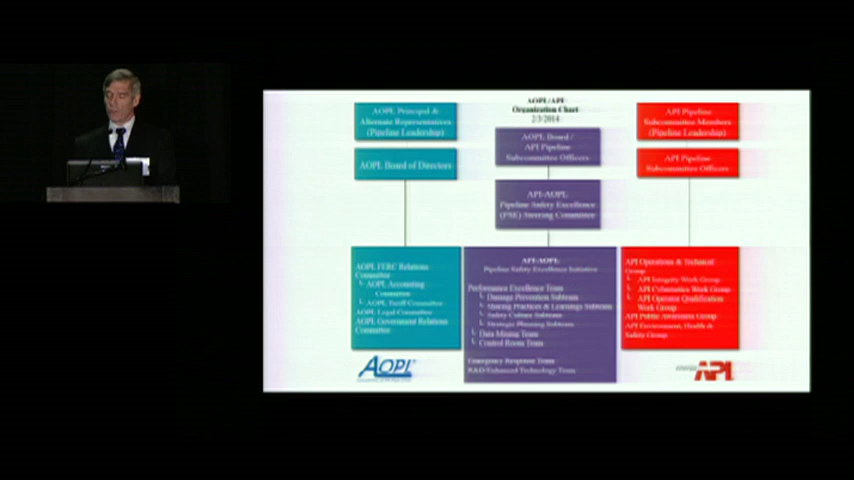 AOPL/API
Organization Chart
2/3/2014
AOPL Principal &
Alternate Representatives
(Pipeline Leadership)
AOPL Board of Directors
AOPL Board /
API Pipeline
Subcommittee Officers
API-AOPL
Pipeline Safety Excellence
(PSE) Steering Committee
API Pipeline
Subcommittee Members
(Pipeline Leadership)
API Pipeline
Subcommittee Officers
AOPL FERC Relations
Committee
AOPL Accounting
Committee
AOPL Tariff Committee
AOPL Legal Committee
AOPL Government Relations
Committee
API-AOPL
Pipeline Safety Excellence Initiative
Performance Excellence Team
Damage Prevention Subteam
Sharing Practices & Learnings Subteam
Safety Culture Subteam
Strategic Planning Subteam
Data Mining Team
Control Room Team
Emergency Response Team
R&D/Enhanced Technology Team
API Operations & Technical
Group
API Integrity Work Group
API Cybernetics Work Group
API Operator Qualification
Work Group
API Public Awareness Group
API Environment, Health &
Safety Group
AOPL
API